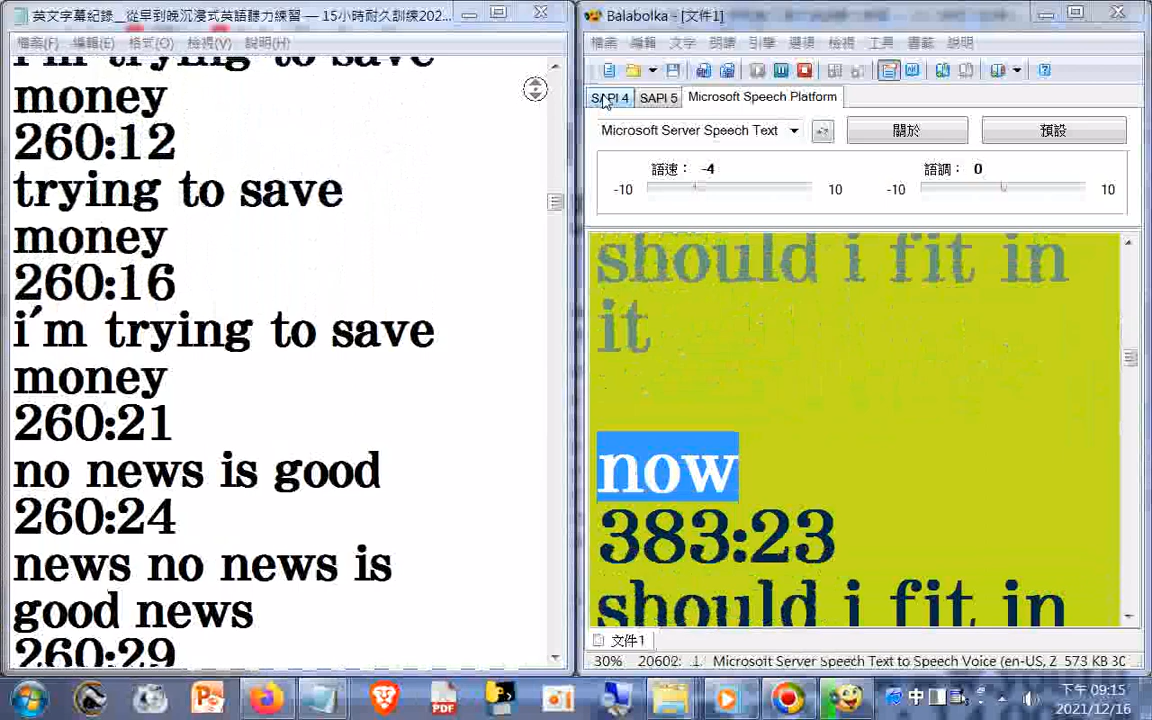 英文字幕紀錄__從早到晚沉浸式英語聽力練習 — 15小時耐久訓練202...
檔案(F) 編輯(E) 格式(O) 檢視(V) 說明(H)
i'm trying to save
money
260:12
trying to save
money
260:16
i'm trying to save
money
260:21
no news is good
260:24
news no news is
good news
260:29
Balabolka - [文件1]
檔案 編輯 文字 朗讀 引擎 選項 檢視 工具 書籤 說明
SAPI 4 SAPI 5 Microsoft Speech Platform
Microsoft Server Speech Text 關於 預設
語速： -4 語調： 0
-10 10 -10 10
should i fit in
it
now
383:23
should i fit in
文件1
30% 20602: 1 Microsoft Server Speech Text to Speech Voice (en-US, Z 573 KB 30
PDF 中 下午 09:15
2021/12/16